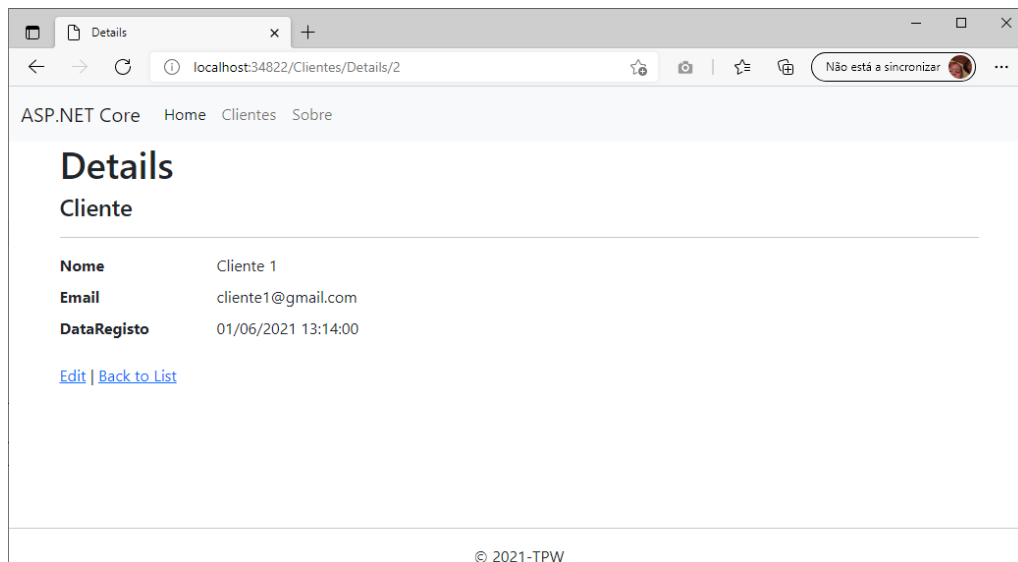 Details
localhost:34822/Clientes/Details/2 Não está a sincronizar
ASP.NET Core Home Clientes Sobre
Details
Cliente
Nome Cliente 1
Email cliente1@gmail.com
DataRegisto 01/06/2021 13:14:00
Edit | Back to List
© 2021-TPW